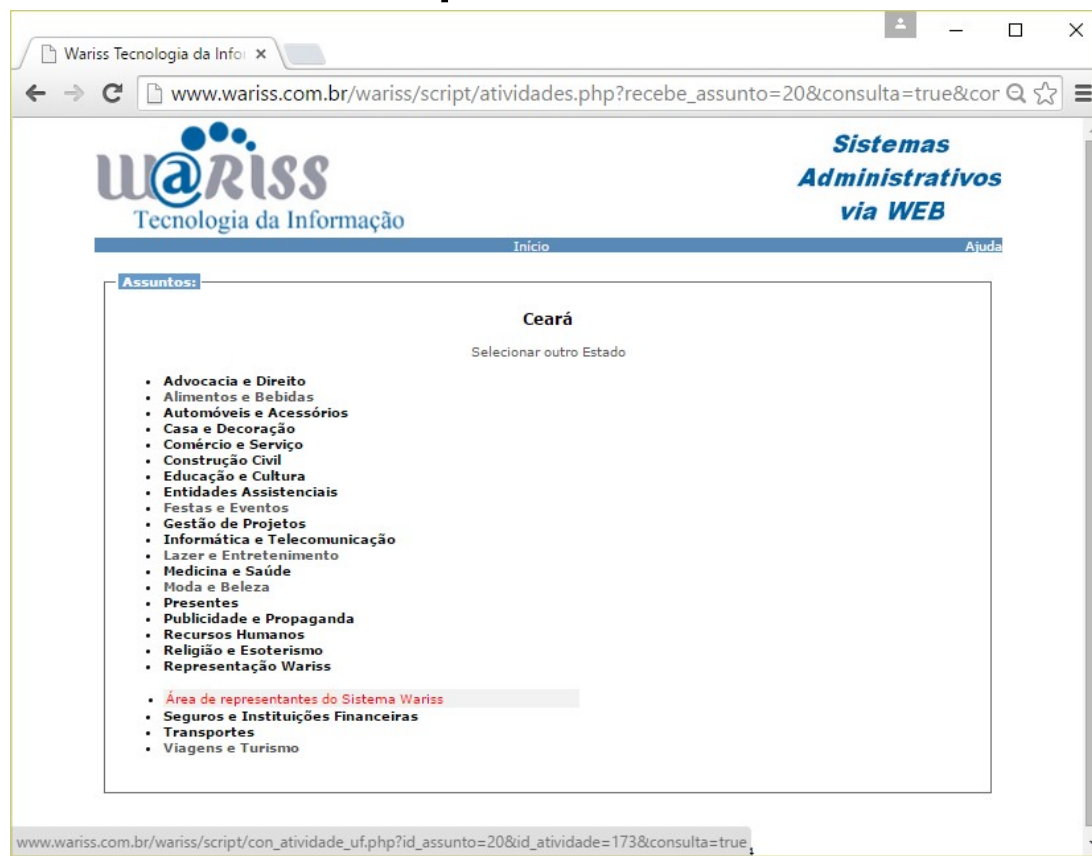 Wariss Tecnologia da Infor
www.wariss.com.br/wariss/script/atividades.php?recebe_assunto=20&consulta=true&cor
w@Riss
Tecnologia da Informação
Sistemas
Administrativos
via WEB
Início
Ajuda
Assuntos:
Ceará
Selecionar outro Estado
• Advocacia e Direito
• Alimentos e Bebidas
• Automóveis e Acessórios
• Casa e Decoração
• Comércio e Serviço
• Construção Civil
• Educação e Cultura
• Entidades Assistenciais
• Festas e Eventos
• Gestão de Projetos
• Informática e Telecomunicação
• Lazer e Entretenimento
• Medicina e Saúde
• Moda e Beleza
• Presentes
• Publicidade e Propaganda
• Recursos Humanos
• Religião e Esoterismo
• Representação Wariss
• Área de representantes do Sistema Wariss
• Seguros e Instituições Financeiras
• Transportes
• Viagens e Turismo
www.wariss.com.br/wariss/script/con_atividade_uf.php?id_assunto=20&id_atividade=173&consulta=true